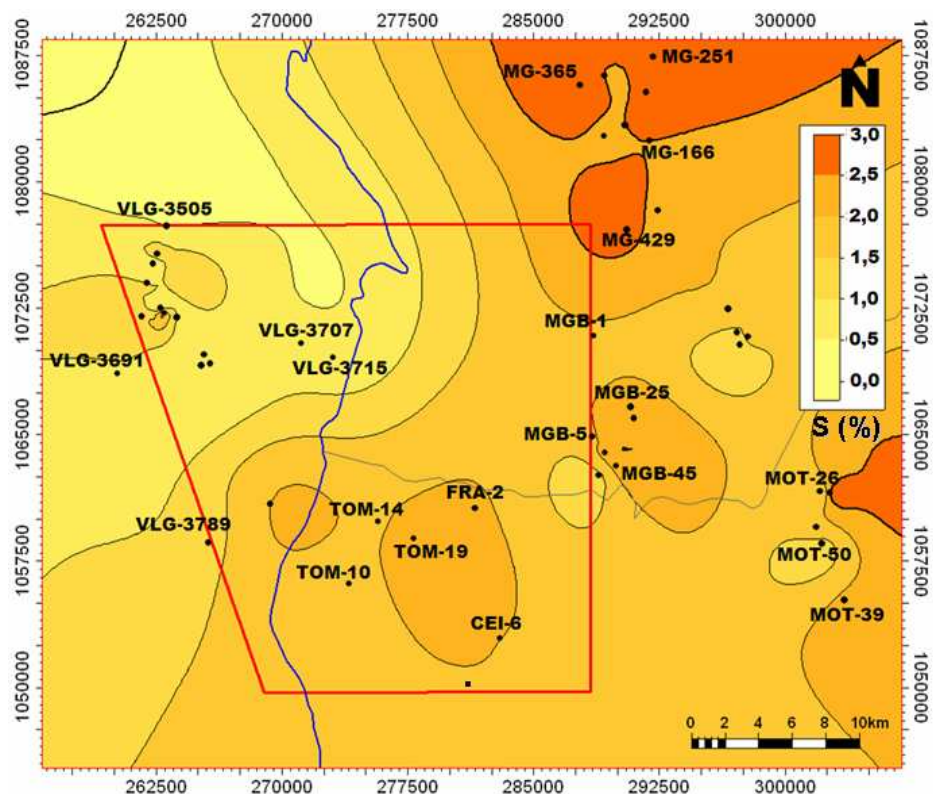 262500 270000 277500 285000 292500 300000
1087500 1087500
MG-251
MG-365
N
3,0
MG-166
2,5
1080000 1080000
2,0
VLG-3505
1,5
MG-429
1,0
0,5
1072500 1072500
MGB-1
VLG-3707
0,0
VLG-3691
VLG-3715
MGB-25
S (%)
1065000 1065000
MGB-5
MGB-45
MOT-26
FRA-2
TOM-14
VLG-3789
TOM-19
MOT-50
1057500 1057500
TOM-10
MOT-39
CEI-6
1050000 1050000
0 2 4 6 8 10km
262500 270000 277500 285000 292500 300000